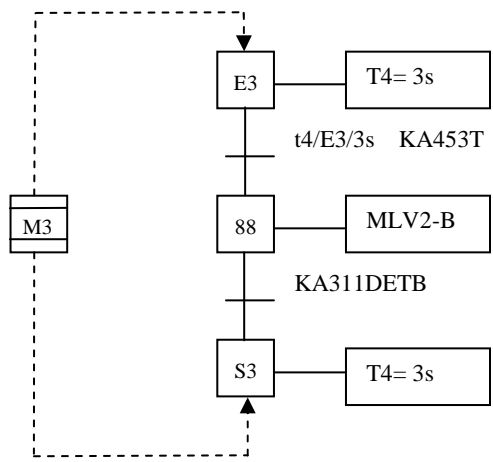 E3
T4= 3s
t4/E3/3s KA453T
M3
88
MLV2-B
KA311DETB
S3
T4= 3s